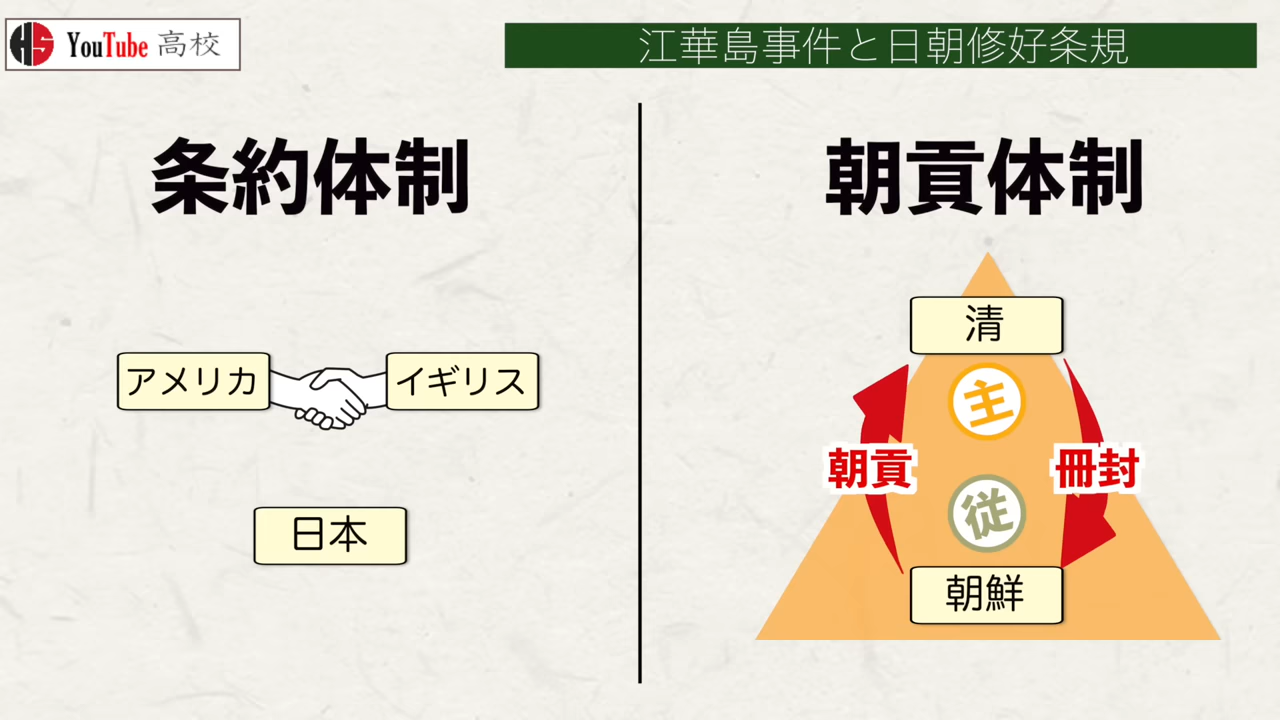 HS YouTube 高校
江華島事件と日朝修好条規
条約体制
アメリカ
イギリス
日本
朝貢体制
清
主
朝貢
冊封
従
朝鮮